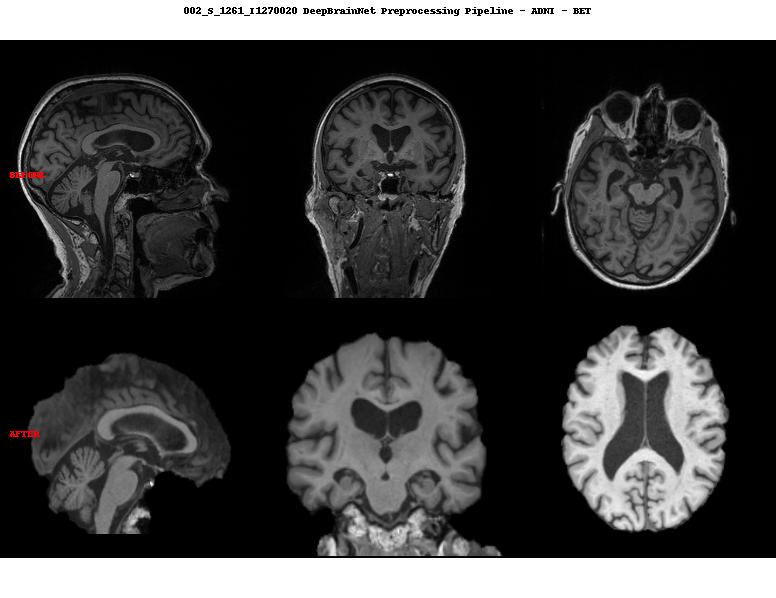 002_S_1261_I1270020 DeepBrainNet Preprocessing Pipeline - ADNI - BET
BEFORE
AFTER